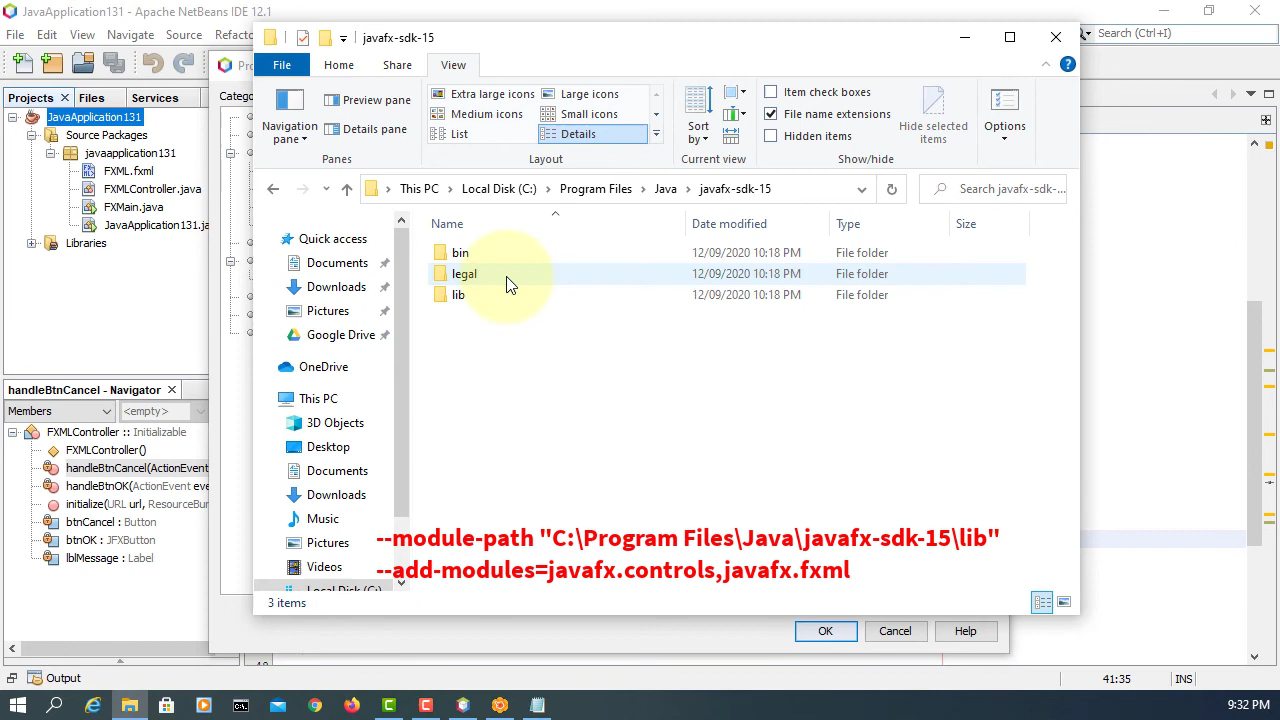 JavaApplication131 - Apache NetBeans IDE 12.1
File Edit View Navigate Source Refacto
Search (Ctrl+I)
javafx-sdk-15
File Home Share View
Navigation pane
Preview pane
Details pane
Panes
Extra large icons
Large icons
Medium icons
Small icons
List
Details
Layout
Sort by
Current view
Item check boxes
File name extensions
Hidden items
Hide selected items
Show/hide
Options
This PC
Local Disk (C:)
Program Files
Java
javafx-sdk-15
Search javafx-sdk-...
Name
Date modified
Type
Size
bin 12/09/2020 10:18 PM File folder
legal 12/09/2020 10:18 PM File folder
lib 12/09/2020 10:18 PM File folder
Quick access
Documents
Downloads
Pictures
Google Drive
OneDrive
This PC
3D Objects
Desktop
Documents
Downloads
Music
Pictures
Videos
Local Disk (C:)
3 items
--module-path "C:\Program Files\Java\javafx-sdk-15\lib"
--add-modules=javafx.controls,javafx.fxml
Projects Files Services
JavaApplication131
Source Packages
javaapplication131
FXML.fxml
FXMLController.java
FXMain.java
JavaApplication131.ja
Libraries
Pro
Catego
handleBtnCancel - Navigator
Members
<empty>
FXMLController :: Initializable
FXMLController()
handleBtnCancel(ActionEvent
handleBtnOK(ActionEvent eve
initialize(URL url, ResourceBun
btnCancel : Button
btnOK : JFXButton
lblMessage : Label
OK Cancel Help
Output
41:35
INS
9:32 PM